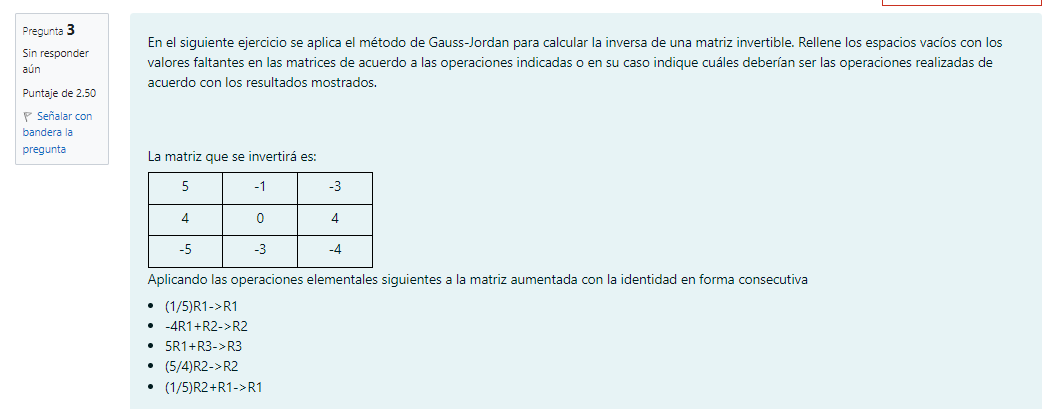 Pregunta 3
Sin responder
aún
Puntaje de 2.50
Señalar con
bandera la
pregunta
En el siguiente ejercicio se aplica el método de Gauss-Jordan para calcular la inversa de una matriz invertible. Rellene los espacios vacíos con los
valores faltantes en las matrices de acuerdo a las operaciones indicadas o en su caso indique cuáles deberían ser las operaciones realizadas de
acuerdo con los resultados mostrados.
La matriz que se invertirá es:
5 -1 -3
4 0 4
-5 -3 -4
Aplicando las operaciones elementales siguientes a la matriz aumentada con la identidad en forma consecutiva
• (1/5)R1->R1
• -4R1+R2->R2
• 5R1+R3->R3
• (5/4)R2->R2
• (1/5)R2+R1->R1